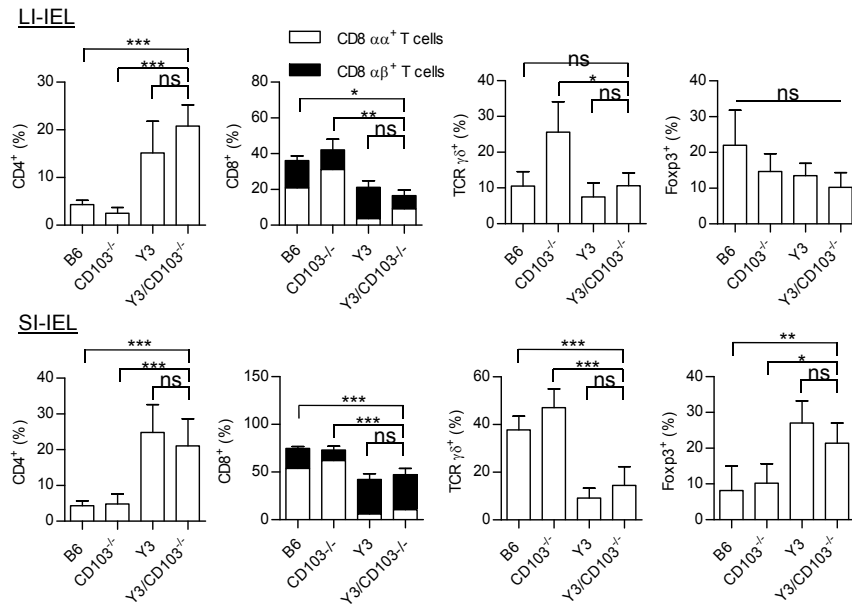 LI-IEL
CD8 αα⁺ T cells
CD8 αβ⁺ T cells
***
***
ns
30
20
10
0
CD4⁺ (%)
B6
CD103⁻/⁻
Y3
Y3/CD103⁻/⁻
*
**
ns
80
60
40
20
0
CD8⁺ (%)
B6
CD103-/-
Y3
Y3/CD103⁻/⁻
ns
*
ns
40
30
20
10
0
TCR γδ⁺ (%)
B6
CD103⁻/⁻
Y3
Y3/CD103⁻/⁻
ns
40
30
20
10
0
Foxp3⁺ (%)
B6
CD103⁻/⁻
Y3
Y3/CD103⁻/⁻
SI-IEL
***
***
ns
40
30
20
10
0
CD4⁺ (%)
B6
CD103⁻/⁻
Y3
Y3/CD103⁻/⁻
***
***
ns
150
100
50
0
CD8⁺ (%)
B6
CD103-/-
Y3
Y3/CD103⁻/⁻
***
***
ns
60
40
20
0
TCR γδ⁺ (%)
B6
CD103⁻/⁻
Y3
Y3/CD103⁻/⁻
**
*
ns
40
30
20
10
0
Foxp3⁺ (%)
B6
CD103⁻/⁻
Y3
Y3/CD103⁻/⁻